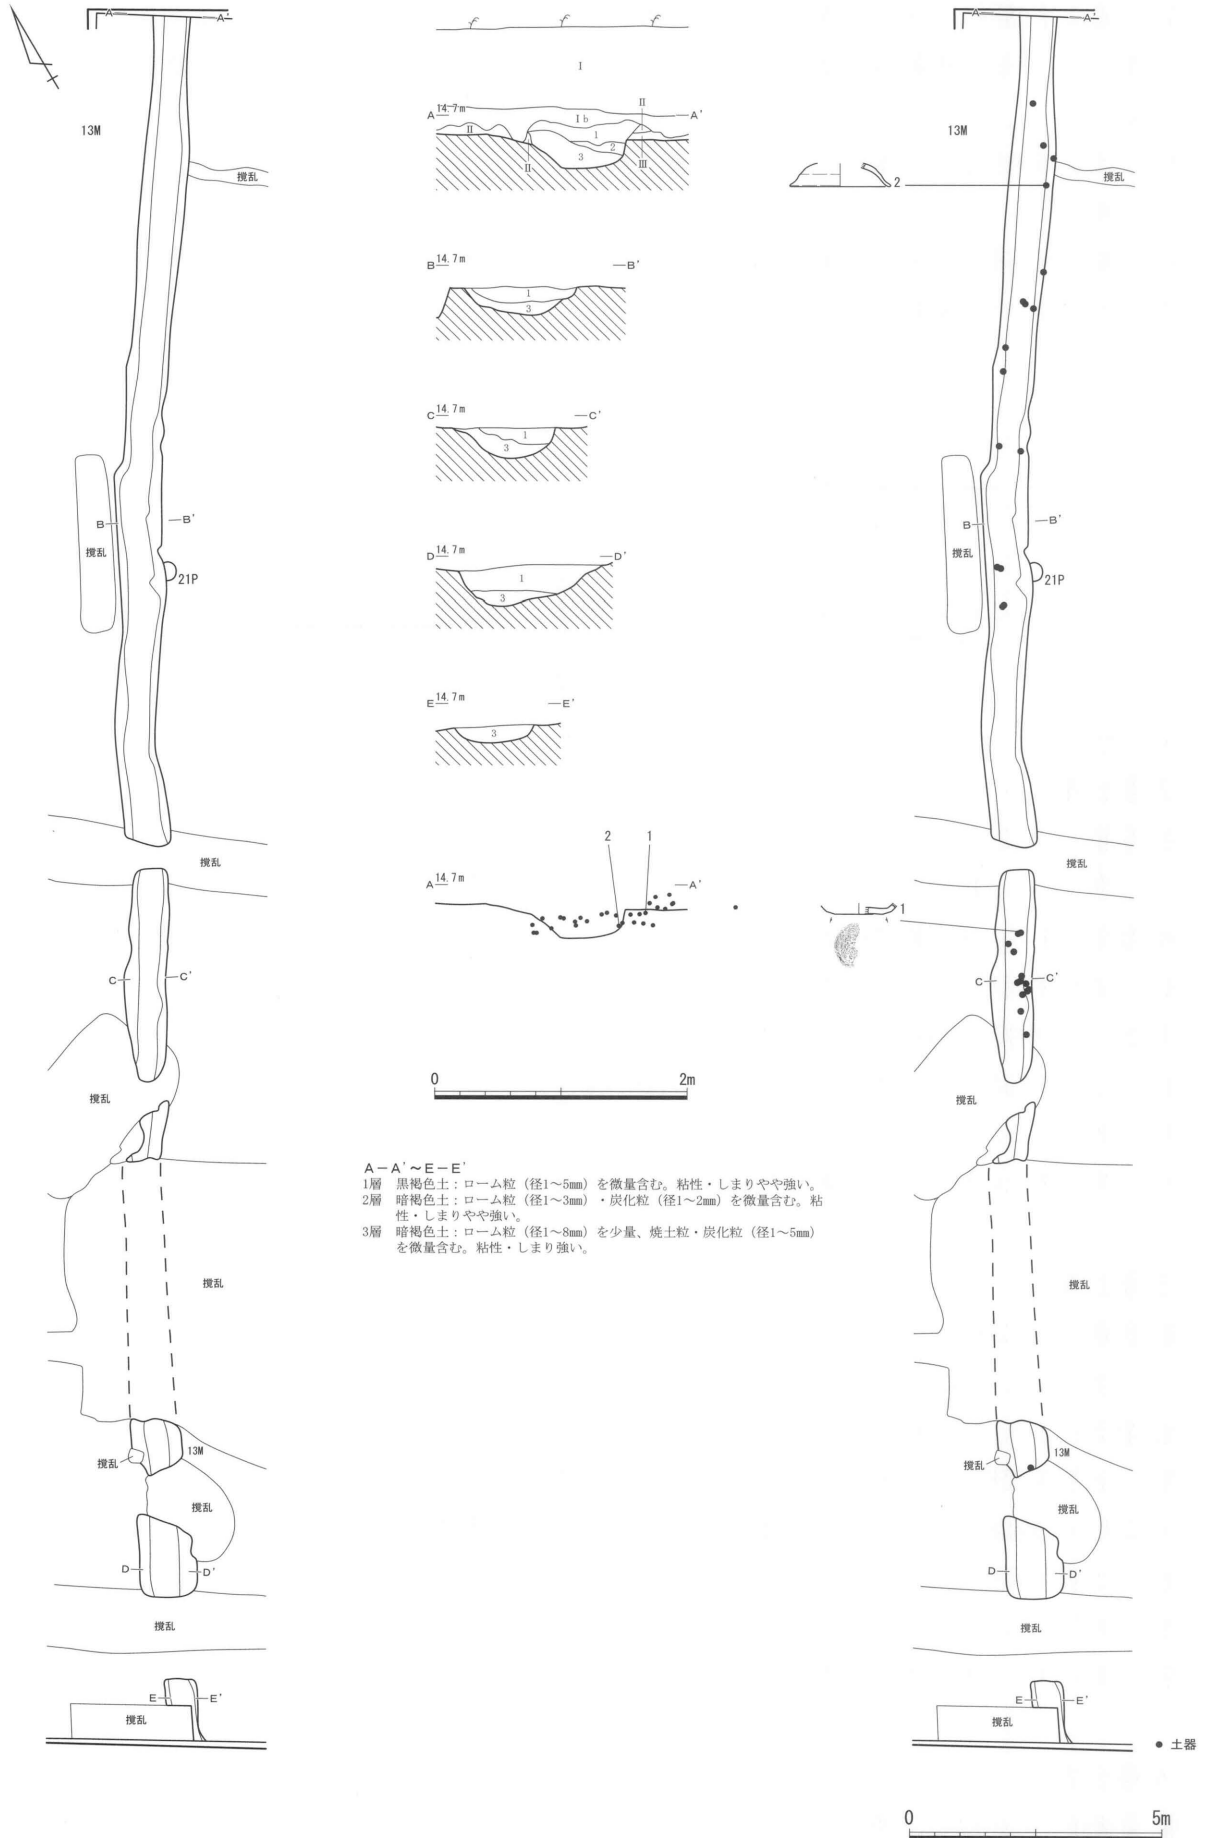 A A'
13M
撹乱
B B'
撹乱
21P
撹乱
C C'
撹乱
撹乱
13M
撹乱
撹乱
D D'
撹乱
E E'
撹乱
I
A 14.7m A'
II
Ib
II
1
2
3
II
III
B 14.7m B'
1
3
C 14.7m C'
1
3
D 14.7m D'
1
3
E 14.7m E'
3
2 1
A 14.7m A'
0 2m
A-A'～E-E'
1層 黒褐色土：ローム粒（径1～5mm）を微量含む。粘性・しまりやや強い。
2層 暗褐色土：ローム粒（径1～3mm）・炭化粒（径1～2mm）を微量含む。粘
性・しまりやや強い。
3層 暗褐色土：ローム粒（径1～8mm）を少量、焼土粒・炭化粒（径1～5mm）
を微量含む。粘性・しまり強い。
A A'
13M
撹乱
2
B B'
撹乱
21P
撹乱
1
C C'
撹乱
撹乱
13M
撹乱
撹乱
D D'
撹乱
E E'
撹乱
● 土器
0 5m